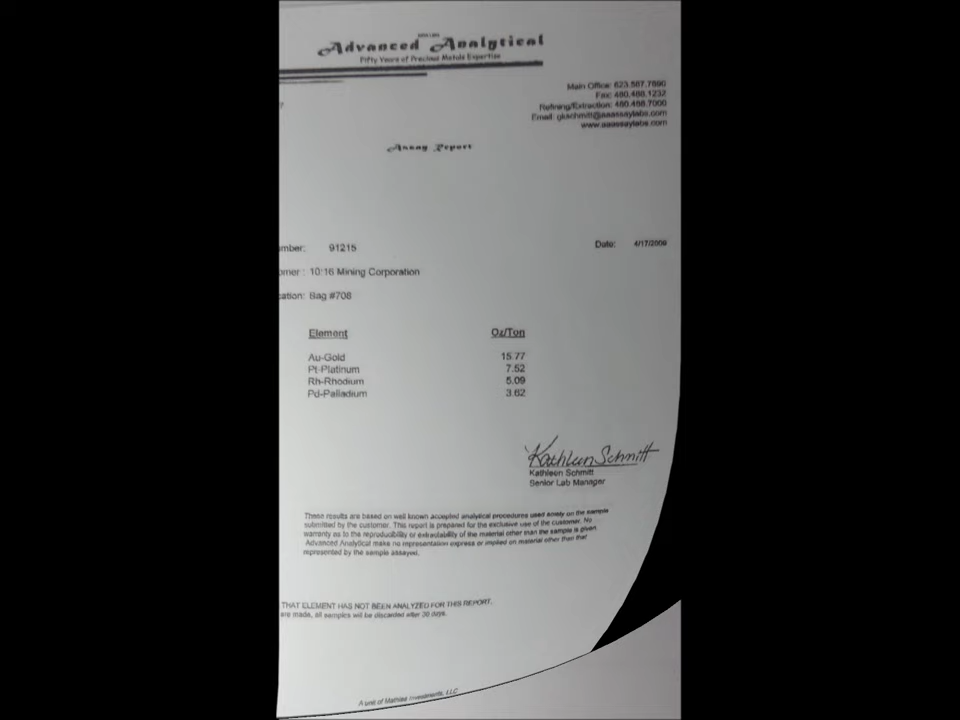 Advanced Analytical
Fifty Years of Precious Metals Expertise
Main Office: 623.587.7890
Fax: 480.488.1232
Refining/Extraction: 480.488.7000
Email: gkschmitt@aaassaylabs.com
www.aaassaylabs.com
7
Assay Report
mber: 91215
Date: 4/17/2009
omer : 10:16 Mining Corporation
cation: Bag #708
Element Oz/Ton
Au-Gold 15.77
Pt-Platinum 7.52
Rh-Rhodium 5.09
Pd-Palladium 3.62
Kathleen Schmitt
Kathleen Schmitt
Senior Lab Manager
These results are based on well known accepted analytical procedures used solely on the sample
submitted by the customer. This report is prepared for the exclusive use of the customer. No
warranty as to the reproducibility or extractability of the material other than the sample is given.
Advanced Analytical make no representation express or implied on material other than that
represented by the sample assayed.
THAT ELEMENT HAS NOT BEEN ANALYZED FOR THIS REPORT.
are made, all samples will be discarded after 30 days.
A unit of Mathias Investments, LLC